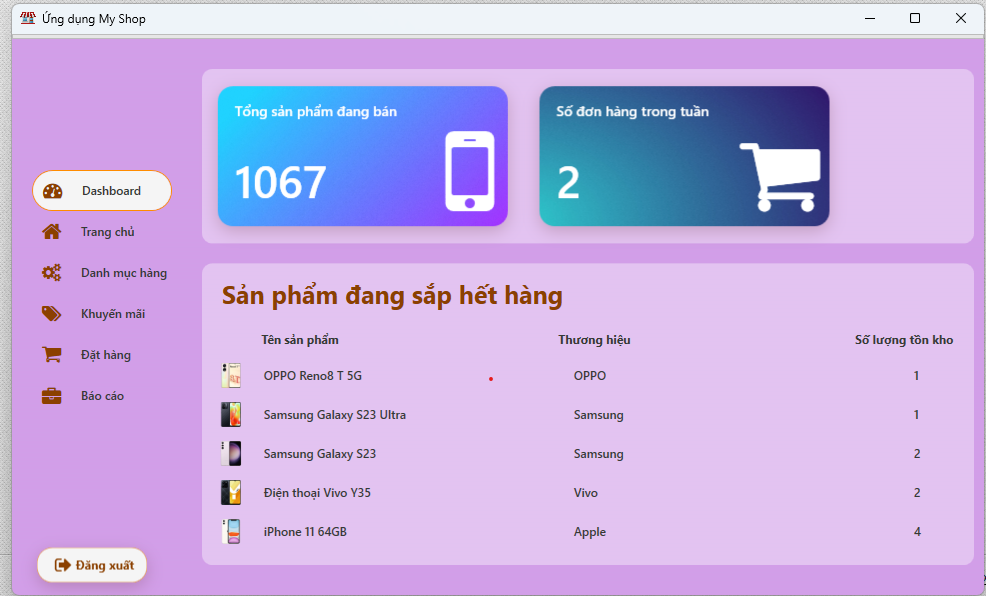 Ứng dụng My Shop
Tổng sản phẩm đang bán
1067
Số đơn hàng trong tuần
2
Dashboard
Trang chủ
Danh mục hàng
Khuyến mãi
Đặt hàng
Báo cáo
Đăng xuất
Sản phẩm đang sắp hết hàng
Tên sản phẩm Thương hiệu Số lượng tồn kho
OPPO Reno8 T 5G OPPO 1
Samsung Galaxy S23 Ultra Samsung 1
Samsung Galaxy S23 Samsung 2
Điện thoại Vivo Y35 Vivo 2
iPhone 11 64GB Apple 4